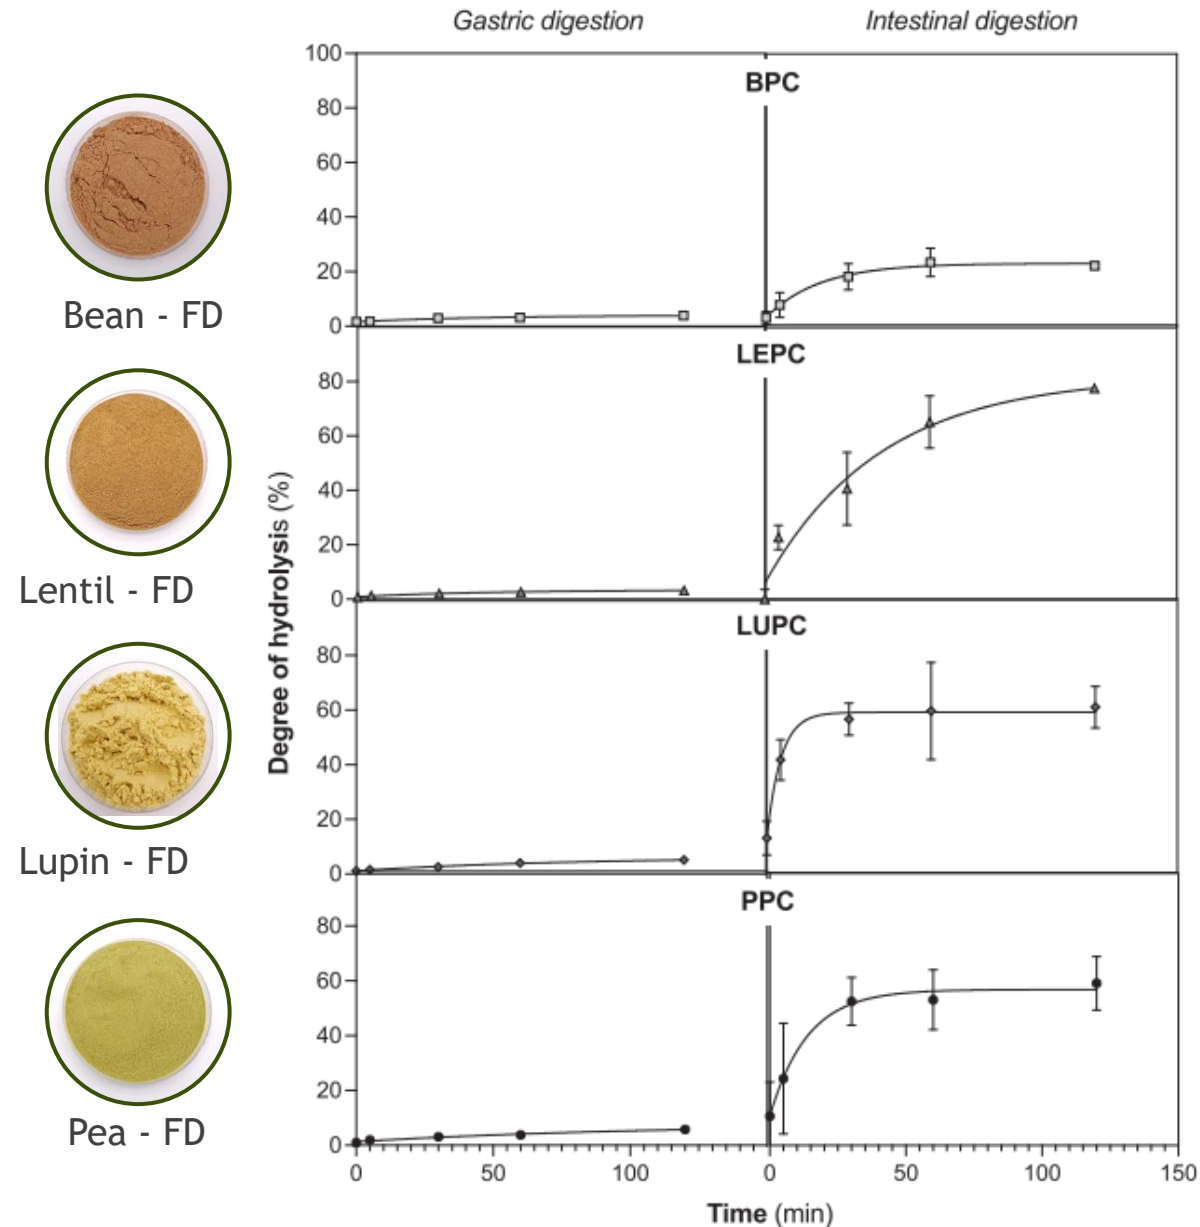 Gastric digestion
Intestinal digestion
100
80
60
40
20
0
BPC
Bean - FD
80
60
40
20
0
LEPC
Lentil - FD
Degree of hydrolysis (%)
80
60
40
20
0
LUPC
Lupin - FD
80
60
40
20
0
PPC
Pea - FD
0
50
100
0
50
100
150
Time (min)